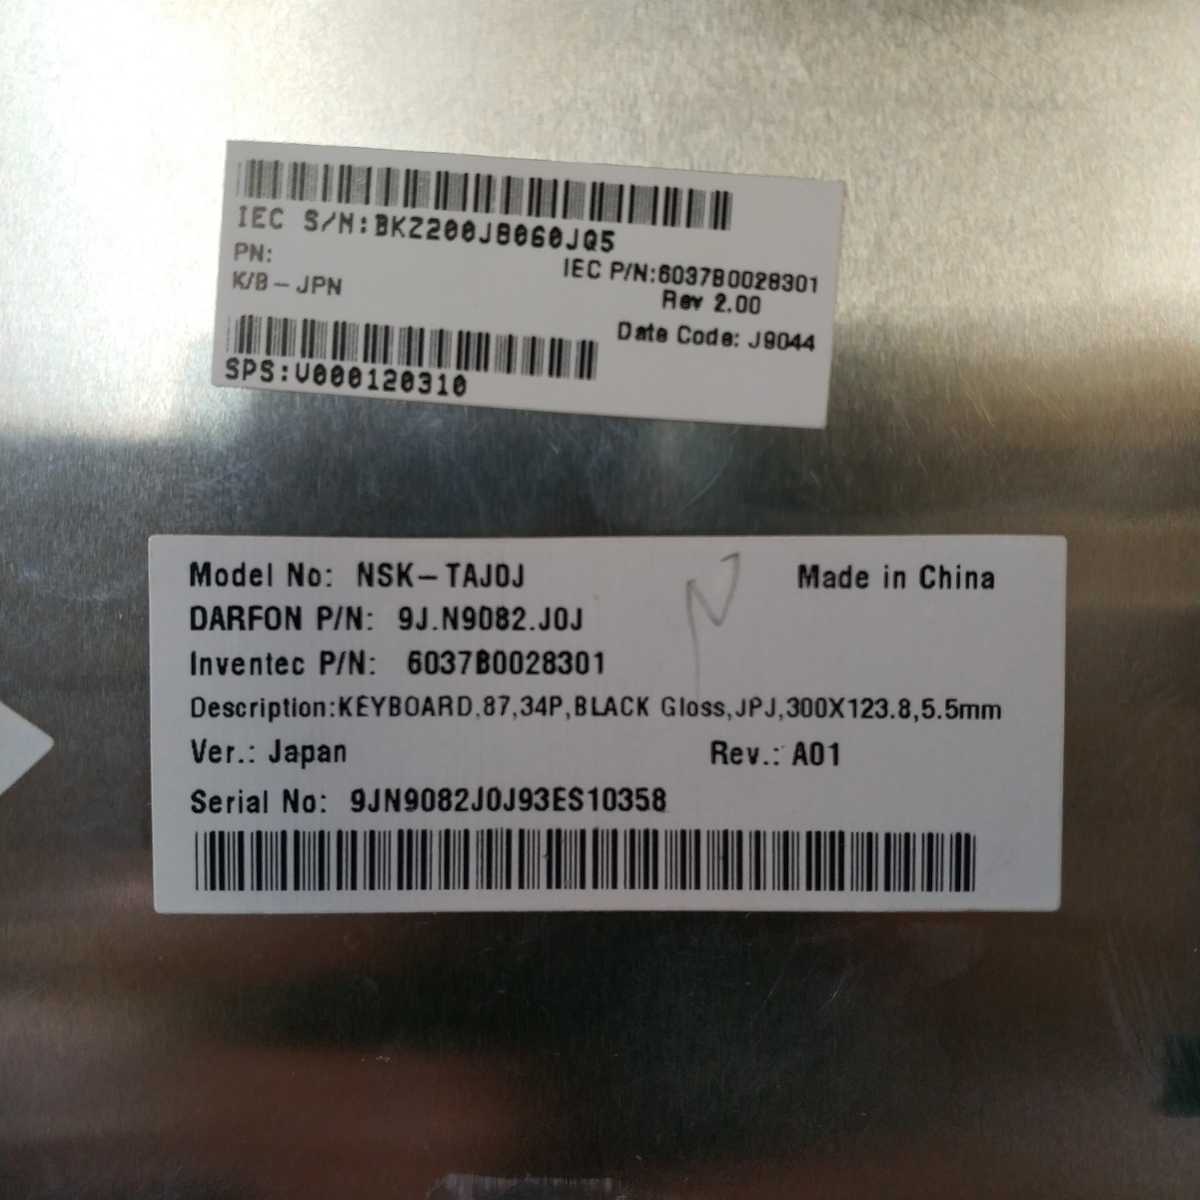 IEC S/N:BKZ200JB060JQ5
PN:
IEC P/N:6037B0028301
K/B-JPN
Rev 2.00
Date Code: J9044
SPS:V000120310
Model No: NSK-TAJ0J
Made in China
DARFON P/N: 9J.N9082.J0J
Inventec P/N: 6037B0028301
Description:KEYBOARD,87,34P,BLACK Gloss,JPJ,300X123.8,5.5mm
Ver.: Japan
Rev.: A01
Serial No: 9JN9082J0J93ES10358